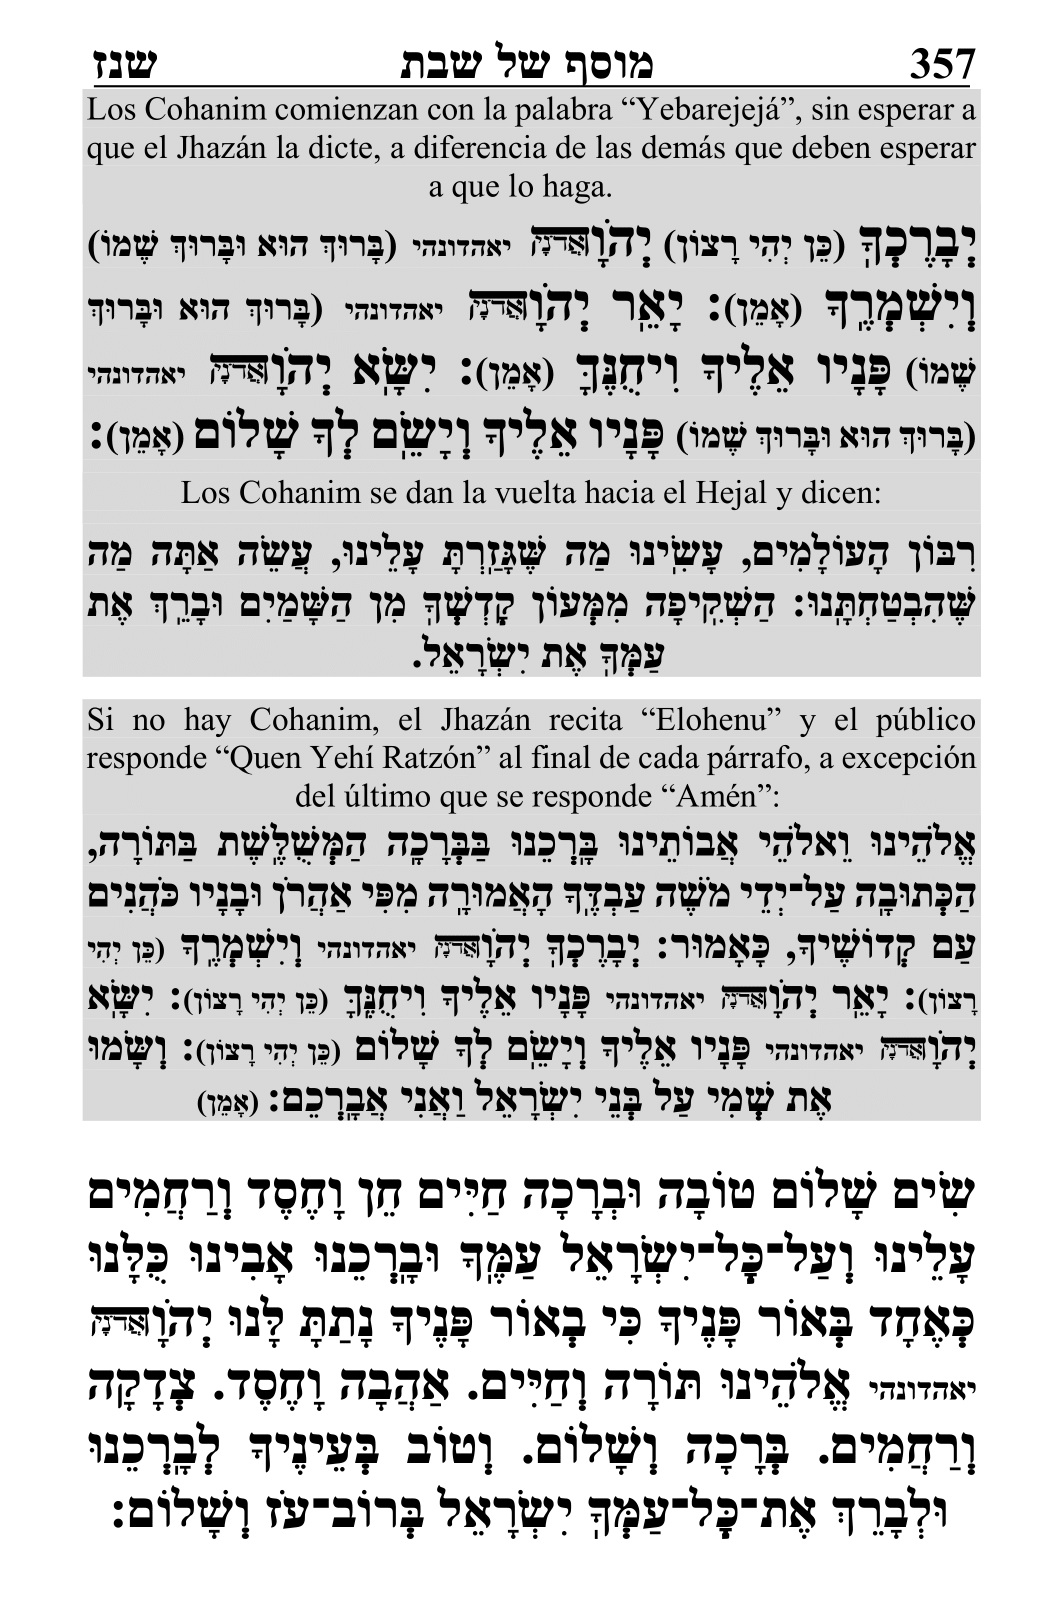 357 מוסף של שבת שנז
Los Cohanim comienzan con la palabra “Yebarejejá”, sin esperar a
que el Jhazán la dicte, a diferencia de las demás que deben esperar
a que lo haga.
יְבָרֶכְךָ (כֵּן יְהִי רָצוֹן) יְהֹוָאדני יאהדונהי (בָּרוּךְ הוּא וּבָרוּךְ שְׁמוֹ)
וְיִשְׁמְרֶךָ (אָמֵן): יָאֵר יְהֹוָאדני יאהדונהי (בָּרוּךְ הוּא וּבָרוּךְ
שְׁמוֹ) פָּנָיו אֵלֶיךָ וִיחֻנֶּךָּ (אָמֵן): יִשָּׂא יְהֹוָאדני יאהדונהי
(בָּרוּךְ הוּא וּבָרוּךְ שְׁמוֹ) פָּנָיו אֵלֶיךָ וְיָשֵׂם לְךָ שָׁלוֹם (אָמֵן):
Los Cohanim se dan la vuelta hacia el Hejal y dicen:
רִבּוֹן הָעוֹלָמִים, עָשִׂינוּ מַה שֶּׁגָּזַרְתָּ עָלֵינוּ, עֲשֵׂה אַתָּה מַה
שֶּׁהִבְטַחְתָּנוּ: הַשְׁקִיפָה מִמְּעוֹן קָדְשְׁךָ מִן הַשָּׁמַיִם וּבָרֵךְ אֶת
עַמְּךָ אֶת יִשְׂרָאֵל.
Si no hay Cohanim, el Jhazán recita “Elohenu” y el público
responde “Quen Yehí Ratzón” al final de cada párrafo, a excepción
del último que se responde “Amén”:
אֱלֹהֵינוּ וֵאלֹהֵי אֲבוֹתֵינוּ בָּרְכֵנוּ בַּבְּרָכָה הַמְּשֻׁלֶּשֶׁת בַּתּוֹרָה,
הַכְּתוּבָה עַל־יְדֵי מֹשֶׁה עַבְדֶּךָ הָאֲמוּרָה מִפִּי אַהֲרֹן וּבָנָיו כֹּהֲנִים
עַם קְדוֹשֶׁיךָ, כָּאָמוּר: יְבָרֶכְךָ יְהֹוָאדני יאהדונהי וְיִשְׁמְרֶךָ (כֵּן יְהִי
רָצוֹן): יָאֵר יְהֹוָאדני יאהדונהי פָּנָיו אֵלֶיךָ וִיחֻנֶּךָּ (כֵּן יְהִי רָצוֹן): יִשָּׂא
יְהֹוָאדני יאהדונהי פָּנָיו אֵלֶיךָ וְיָשֵׂם לְךָ שָׁלוֹם (כֵּן יְהִי רָצוֹן): וְשָׂמוּ
אֶת שְׁמִי עַל בְּנֵי יִשְׂרָאֵל וַאֲנִי אֲבָרְכֵם: (אָמֵן)
שִׂים שָׁלוֹם טוֹבָה וּבְרָכָה חַיִּים חֵן וָחֶסֶד וְרַחֲמִים
עָלֵינוּ וְעַל־כָּל־יִשְׂרָאֵל עַמֶּךָ וּבָרְכֵנוּ אָבִינוּ כֻּלָּנוּ
כְּאֶחָד בְּאוֹר פָּנֶיךָ כִּי בְאוֹר פָּנֶיךָ נָתַתָּ לָּנוּ יְהֹוָאדני
יאהדונהי אֱלֹהֵינוּ תּוֹרָה וְחַיִּים. אַהֲבָה וָחֶסֶד. צְדָקָה
וְרַחֲמִים. בְּרָכָה וְשָׁלוֹם. וְטוֹב בְּעֵינֶיךָ לְבָרְכֵנוּ
וּלְבָרֵךְ אֶת־כָּל־עַמְּךָ יִשְׂרָאֵל בְּרוֹב־עֹז וְשָׁלוֹם: